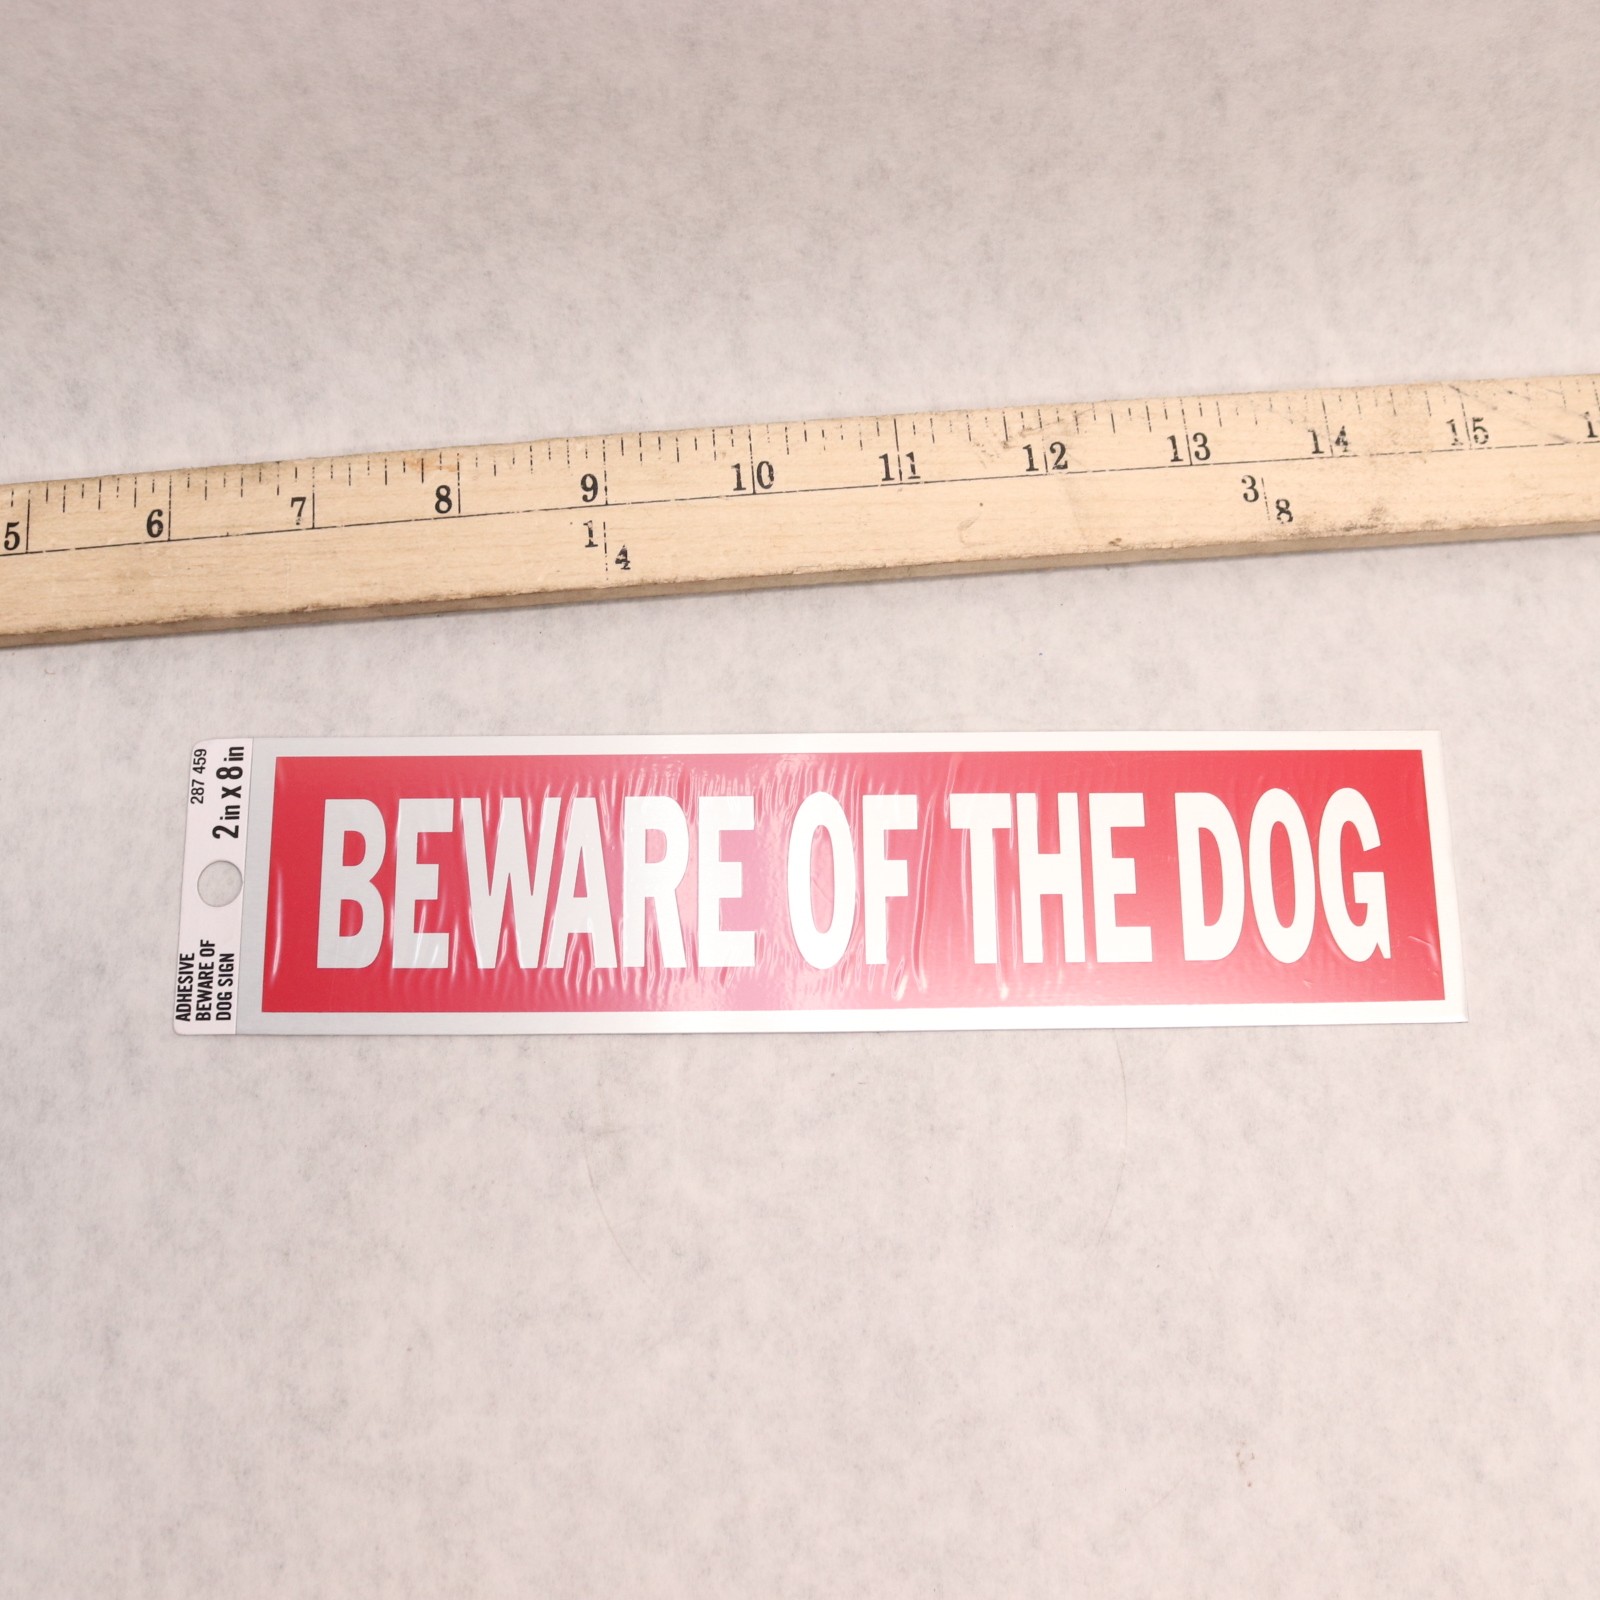 5 6 7 8 9 10 11 12 13 14 15 1
1 4 3 8
287 459
2 in X 8 in
ADHESIVE
BEWARE OF
DOG SIGN
BEWARE OF THE DOG